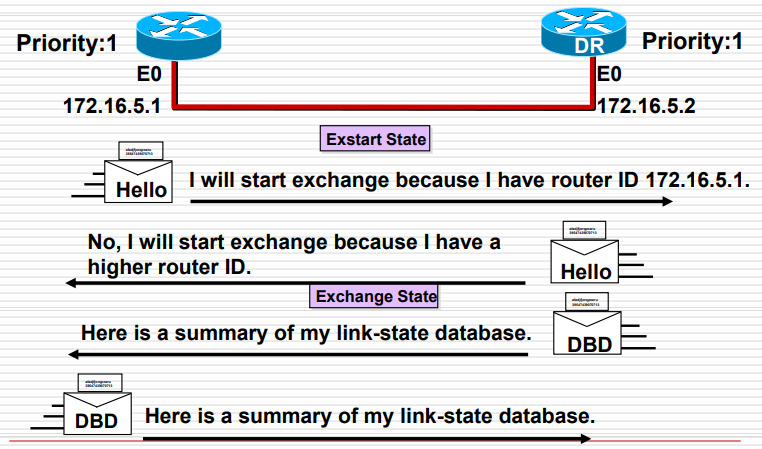 Priority:1
DR
Priority:1
E0
E0
172.16.5.1
172.16.5.2
Exstart State
Hello
I will start exchange because I have router ID 172.16.5.1.
No, I will start exchange because I have a
higher router ID.
Hello
Exchange State
Here is a summary of my link-state database.
DBD
DBD
Here is a summary of my link-state database.